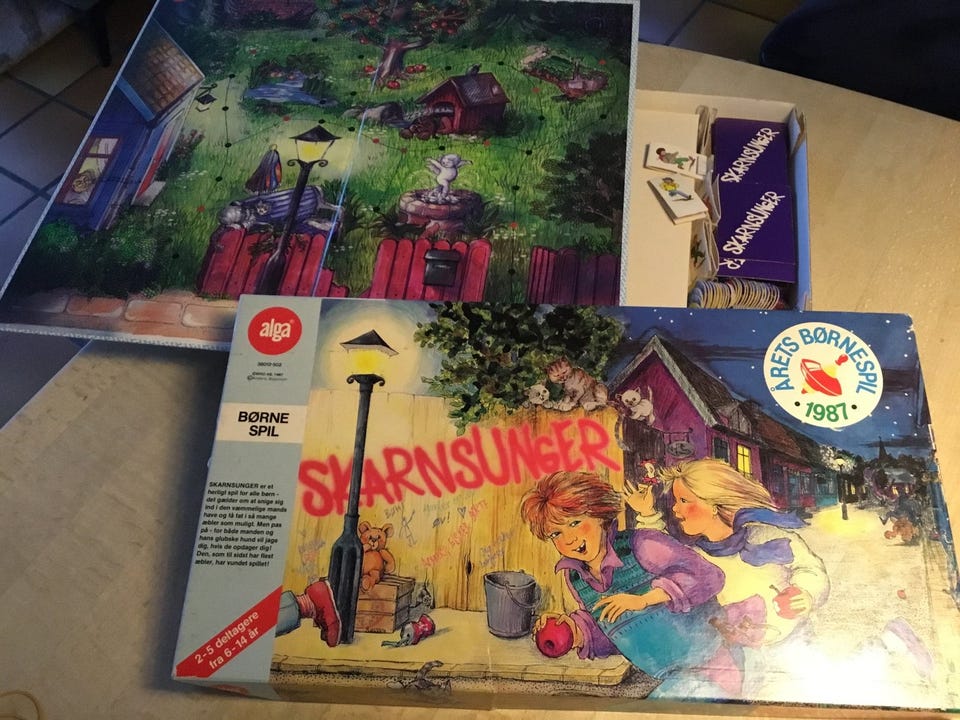 SKARNSUNGER
SKARNSUNGER
alga
38012-502
BØRNE
SPIL
SKARNSUNGER er et
herligt spil for alle børn -
det gælder om at snige sig
ind i den væmmelige mands
have og få fat i så mange
æbler som muligt. Men pas
på - for både manden og
hans glubske hund vil jage
dig, hvis de opdager dig!
Den, som til sidst har flest
æbler, har vundet spillet!
2-5 deltagere
fra 6-14 år
SKARNSUNGER
ÅRETS BØRNESPIL
• 1987 •